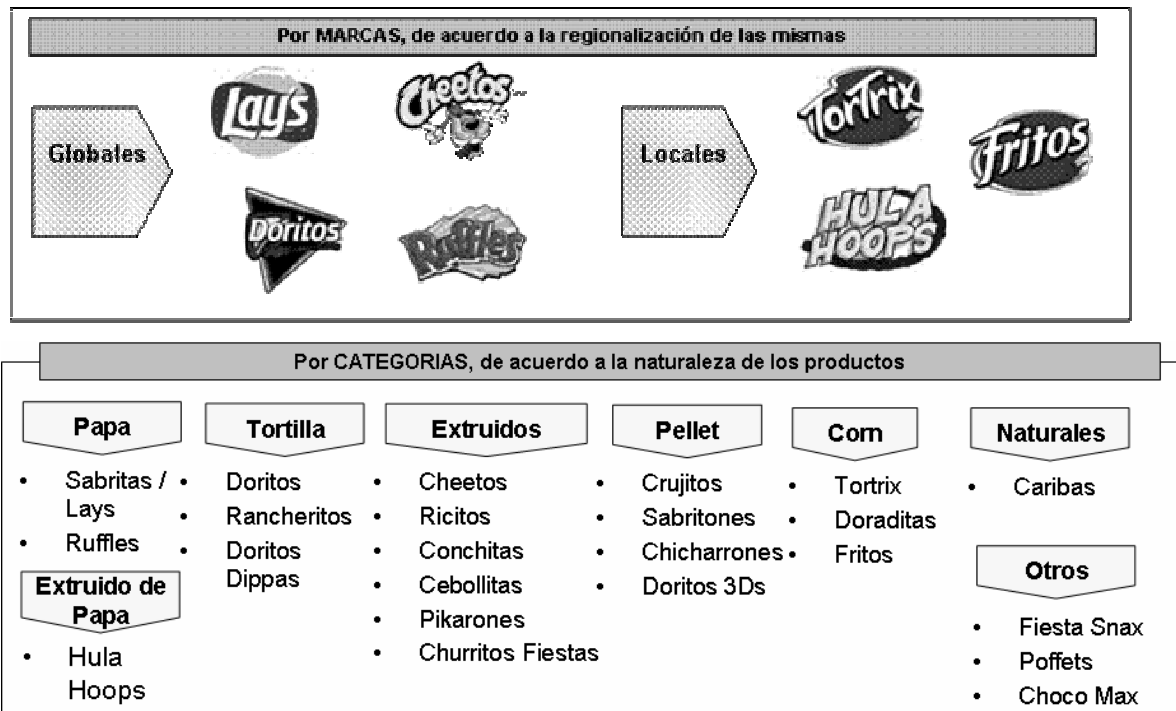 Por MARCAS, de acuerdo a la regionalización de las mismas
Globales
Lay's
Cheetos
Doritos
Ruffles
Locales
TorTrix
Fritos
HULA
HOOPS
Por CATEGORIAS, de acuerdo a la naturaleza de los productos
Papa
• Sabritas /
Lays
• Ruffles
Extruido de
Papa
• Hula
Hoops
Tortilla
• Doritos
• Rancheritos
• Doritos
Dippas
Extruidos
• Cheetos
• Ricitos
• Conchitas
• Cebollitas
• Pikarones
• Churritos Fiestas
Pellet
• Crujitos
• Sabritones
• Chicharrones
• Doritos 3Ds
Corn
• Tortrix
• Doraditas
• Fritos
Naturales
• Caribas
Otros
• Fiesta Snax
• Poffets
• Choco Max